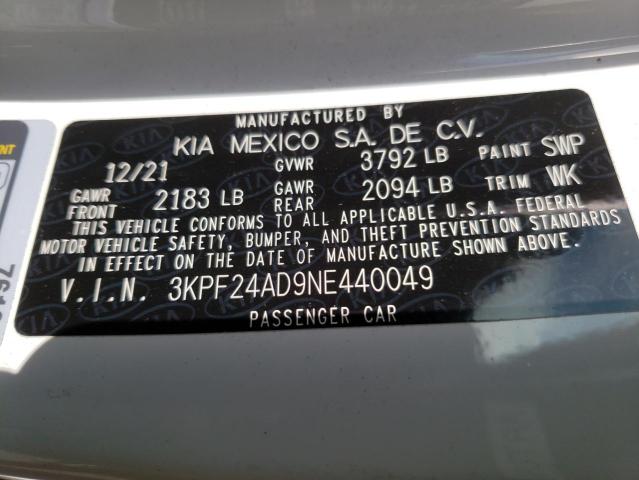 MANUFACTURED BY
KIA MEXICO S.A. DE C.V.
12/21 GVWR 3792 LB PAINT SWP
GAWR FRONT 2183 LB GAWR REAR 2094 LB TRIM WK
THIS VEHICLE CONFORMS TO ALL APPLICABLE U.S.A. FEDERAL
MOTOR VEHICLE SAFETY, BUMPER, AND THEFT PREVENTION STANDARDS
IN EFFECT ON THE DATE OF MANUFACTURE SHOWN ABOVE.
V.I.N. 3KPF24AD9NE440049
PASSENGER CAR